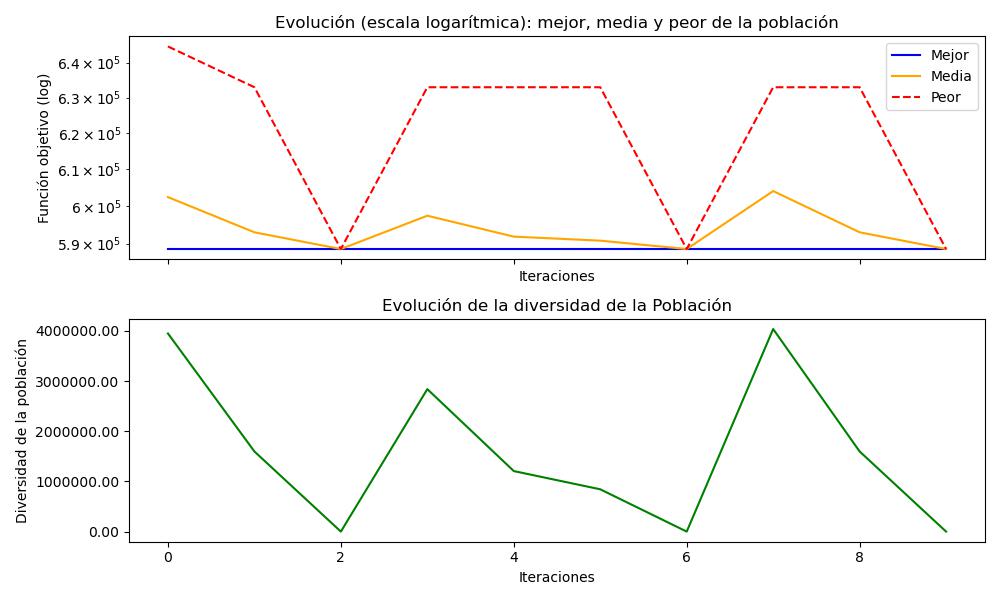 Evolución (escala logarítmica): mejor, media y peor de la población
Función objetivo (log)
6.4 × 10⁵
6.3 × 10⁵
6.2 × 10⁵
6.1 × 10⁵
6 × 10⁵
5.9 × 10⁵
Mejor
Media
Peor
Iteraciones
Evolución de la diversidad de la Población
Diversidad de la población
4000000.00
3000000.00
2000000.00
1000000.00
0.00
0 2 4 6 8
Iteraciones